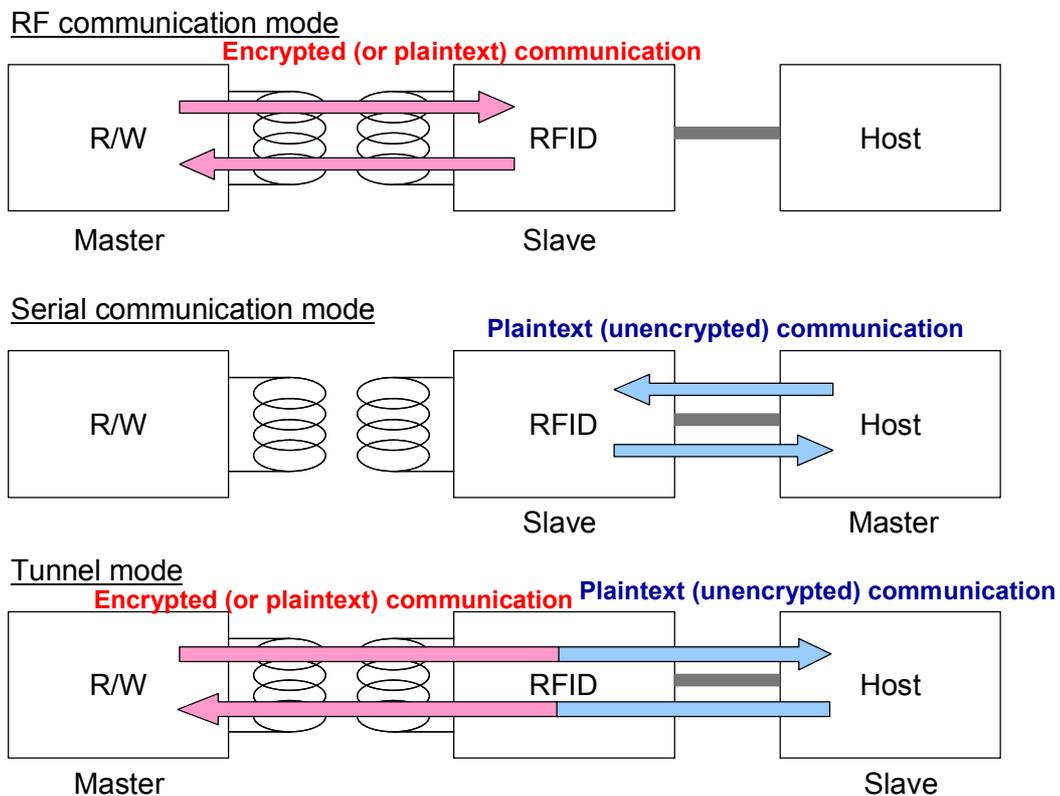 RF communication mode
Encrypted (or plaintext) communication
R/W
RFID
Host
Master
Slave
Serial communication mode
Plaintext (unencrypted) communication
R/W
RFID
Host
Slave
Master
Tunnel mode
Encrypted (or plaintext) communication
Plaintext (unencrypted) communication
R/W
RFID
Host
Master
Slave